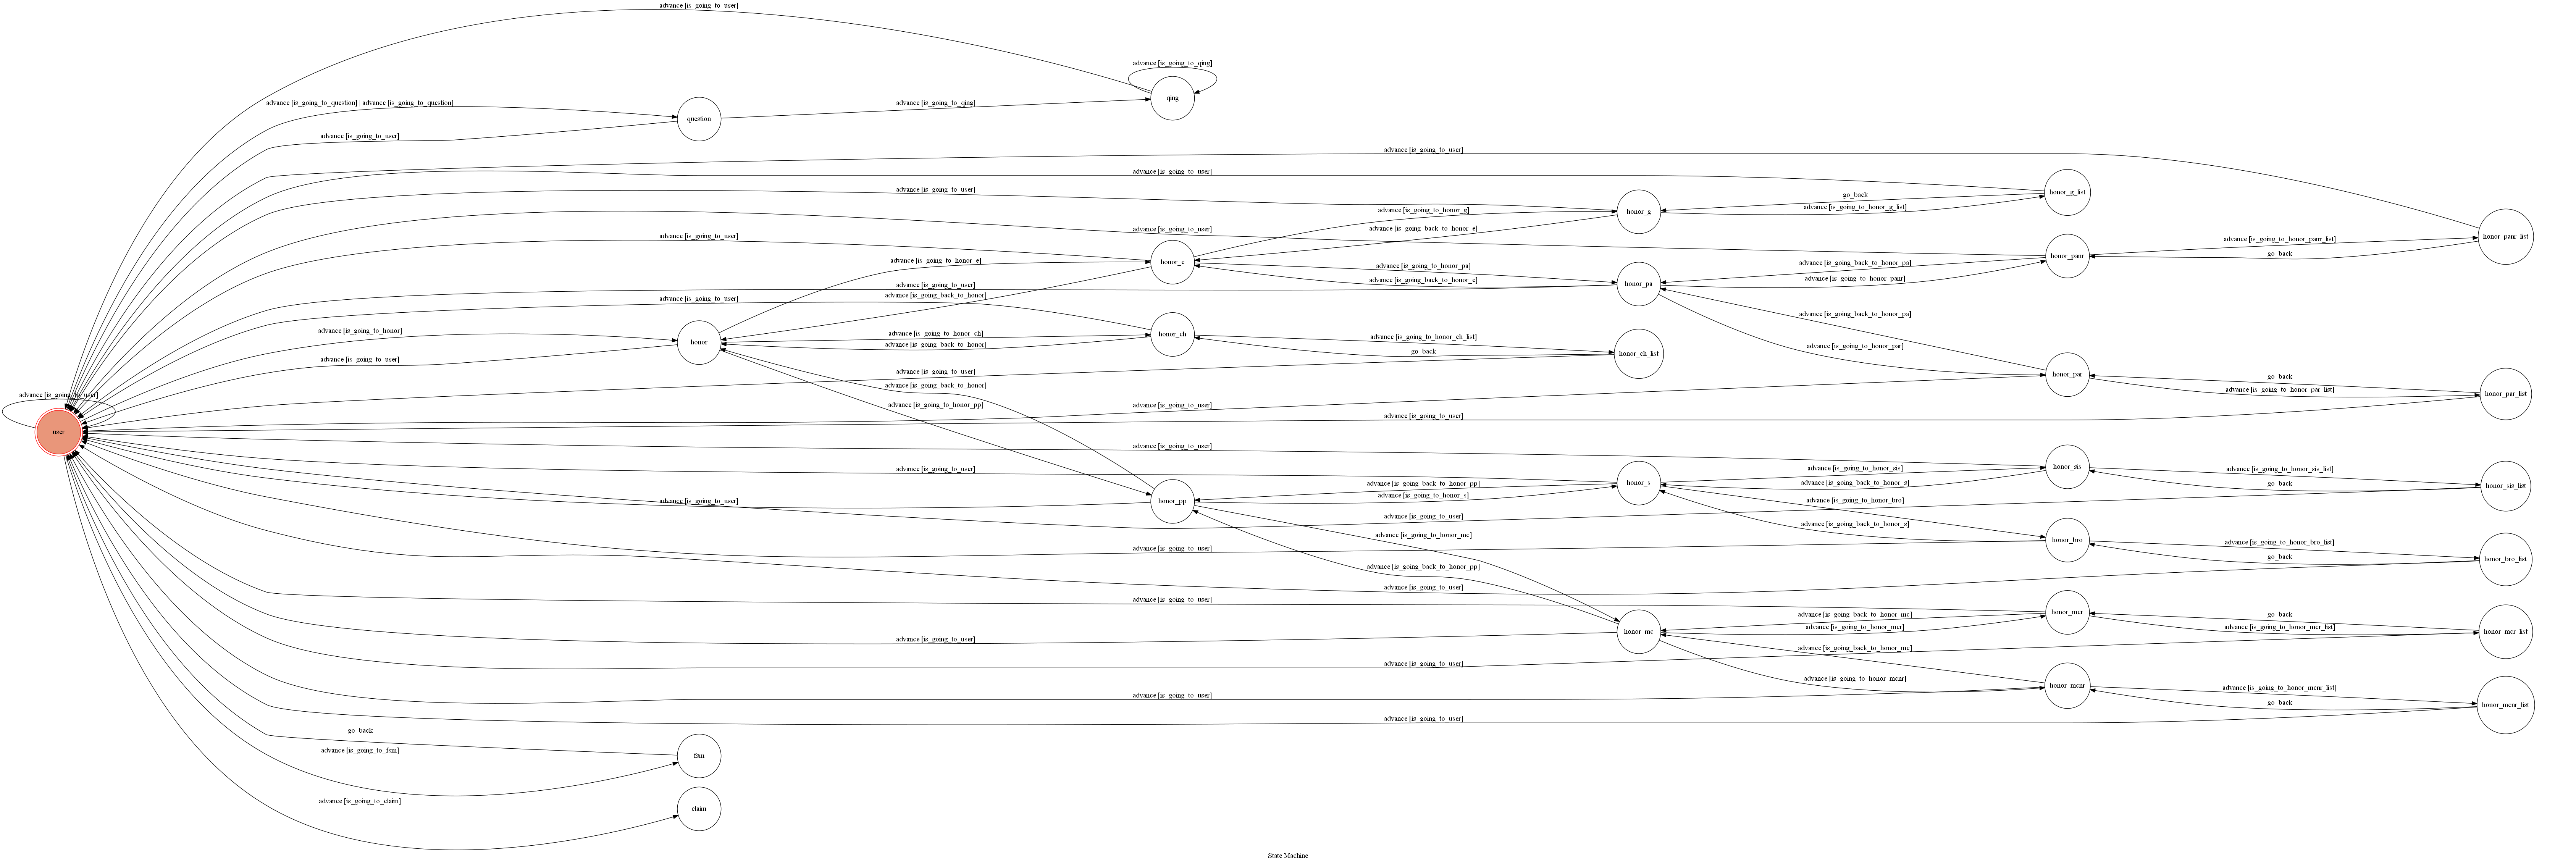 advance [is_going_to_user]
advance [is_going_to_qing]
qing
advance [is_going_to_question] | advance [is_going_to_question]
advance [is_going_to_qing]
question
advance [is_going_to_user]
advance [is_going_to_user]
advance [is_going_to_user]
advance [is_going_to_user]
go_back
honor_g_list
advance [is_going_to_honor_g_list]
advance [is_going_to_honor_g]
honor_g
advance [is_going_back_to_honor_e]
advance [is_going_to_user]
advance [is_going_to_user]
advance [is_going_to_honor_paur_list]
honor_paur_list
go_back
honor_paur
advance [is_going_to_honor_e]
honor_e
advance [is_going_to_honor_pa]
advance [is_going_back_to_honor_pa]
advance [is_going_to_honor_paur]
advance [is_going_back_to_honor_e]
honor_pa
advance [is_going_to_user]
advance [is_going_back_to_honor]
advance [is_going_to_user]
advance [is_going_back_to_honor_pa]
advance [is_going_to_honor]
honor
advance [is_going_to_honor_ch]
honor_ch
advance [is_going_back_to_honor]
advance [is_going_to_honor_ch_list]
go_back
honor_ch_list
advance [is_going_to_honor_par]
advance [is_going_to_user]
advance [is_going_to_user]
honor_par
go_back
advance [is_going_to_honor_par_list]
honor_par_list
advance [is_going_back_to_honor]
advance [is_going_to_user]
user
advance [is_going_to_honor_pp]
advance [is_going_to_user]
advance [is_going_to_user]
advance [is_going_to_user]
advance [is_going_to_user]
advance [is_going_to_honor_sis]
honor_sis
advance [is_going_to_honor_sis_list]
honor_sis_list
go_back
advance [is_going_back_to_honor_pp]
honor_s
advance [is_going_back_to_honor_s]
advance [is_going_to_user]
honor_pp
advance [is_going_to_honor_s]
advance [is_going_to_honor_bro]
advance [is_going_to_user]
advance [is_going_back_to_honor_s]
advance [is_going_to_honor_mc]
honor_bro
advance [is_going_to_honor_bro_list]
honor_bro_list
go_back
advance [is_going_to_user]
advance [is_going_back_to_honor_pp]
advance [is_going_to_user]
advance [is_going_to_user]
advance [is_going_back_to_honor_mc]
honor_mcr
go_back
advance [is_going_to_honor_mcr_list]
honor_mcr_list
honor_mc
advance [is_going_to_honor_mcr]
advance [is_going_to_user]
advance [is_going_back_to_honor_mc]
advance [is_going_to_user]
advance [is_going_to_honor_mcur]
honor_mcur
advance [is_going_to_honor_mcur_list]
go_back
honor_mcur_list
advance [is_going_to_user]
advance [is_going_to_user]
go_back
advance [is_going_to_fsm]
fsm
advance [is_going_to_claim]
claim
State Machine